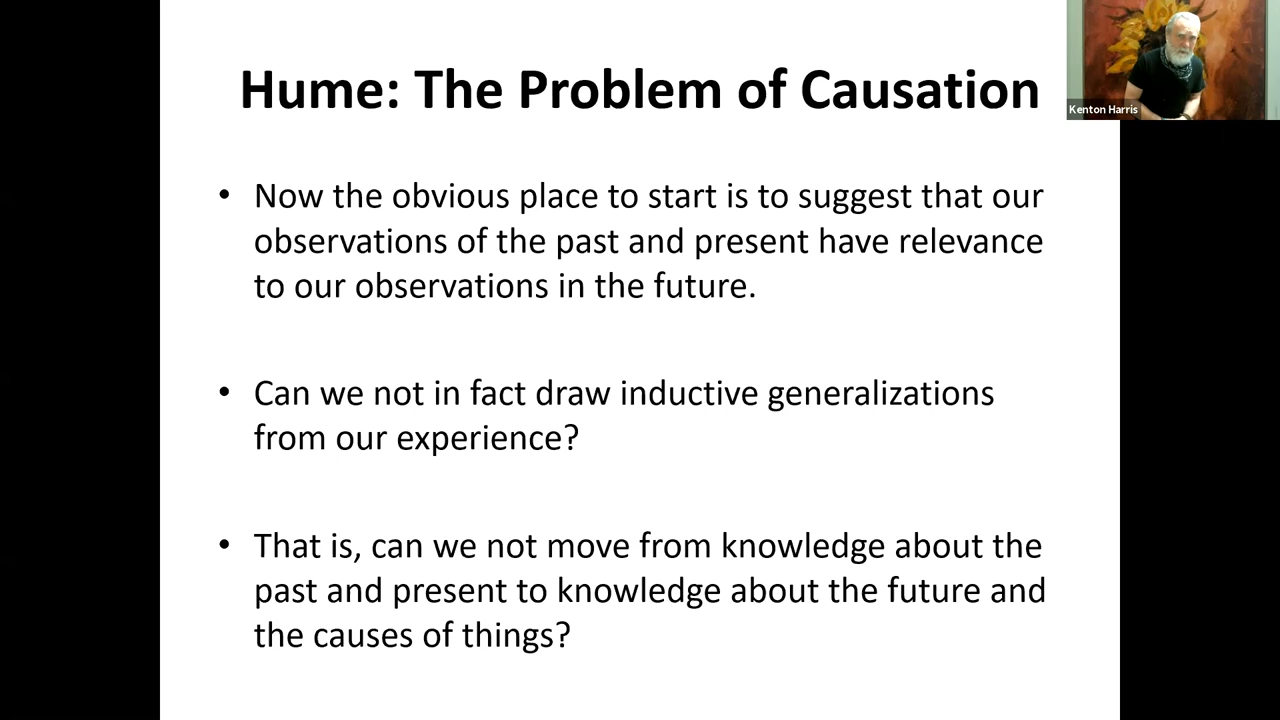 Hume: The Problem of Causation
Kenton Harris
• Now the obvious place to start is to suggest that our
observations of the past and present have relevance
to our observations in the future.
• Can we not in fact draw inductive generalizations
from our experience?
• That is, can we not move from knowledge about the
past and present to knowledge about the future and
the causes of things?